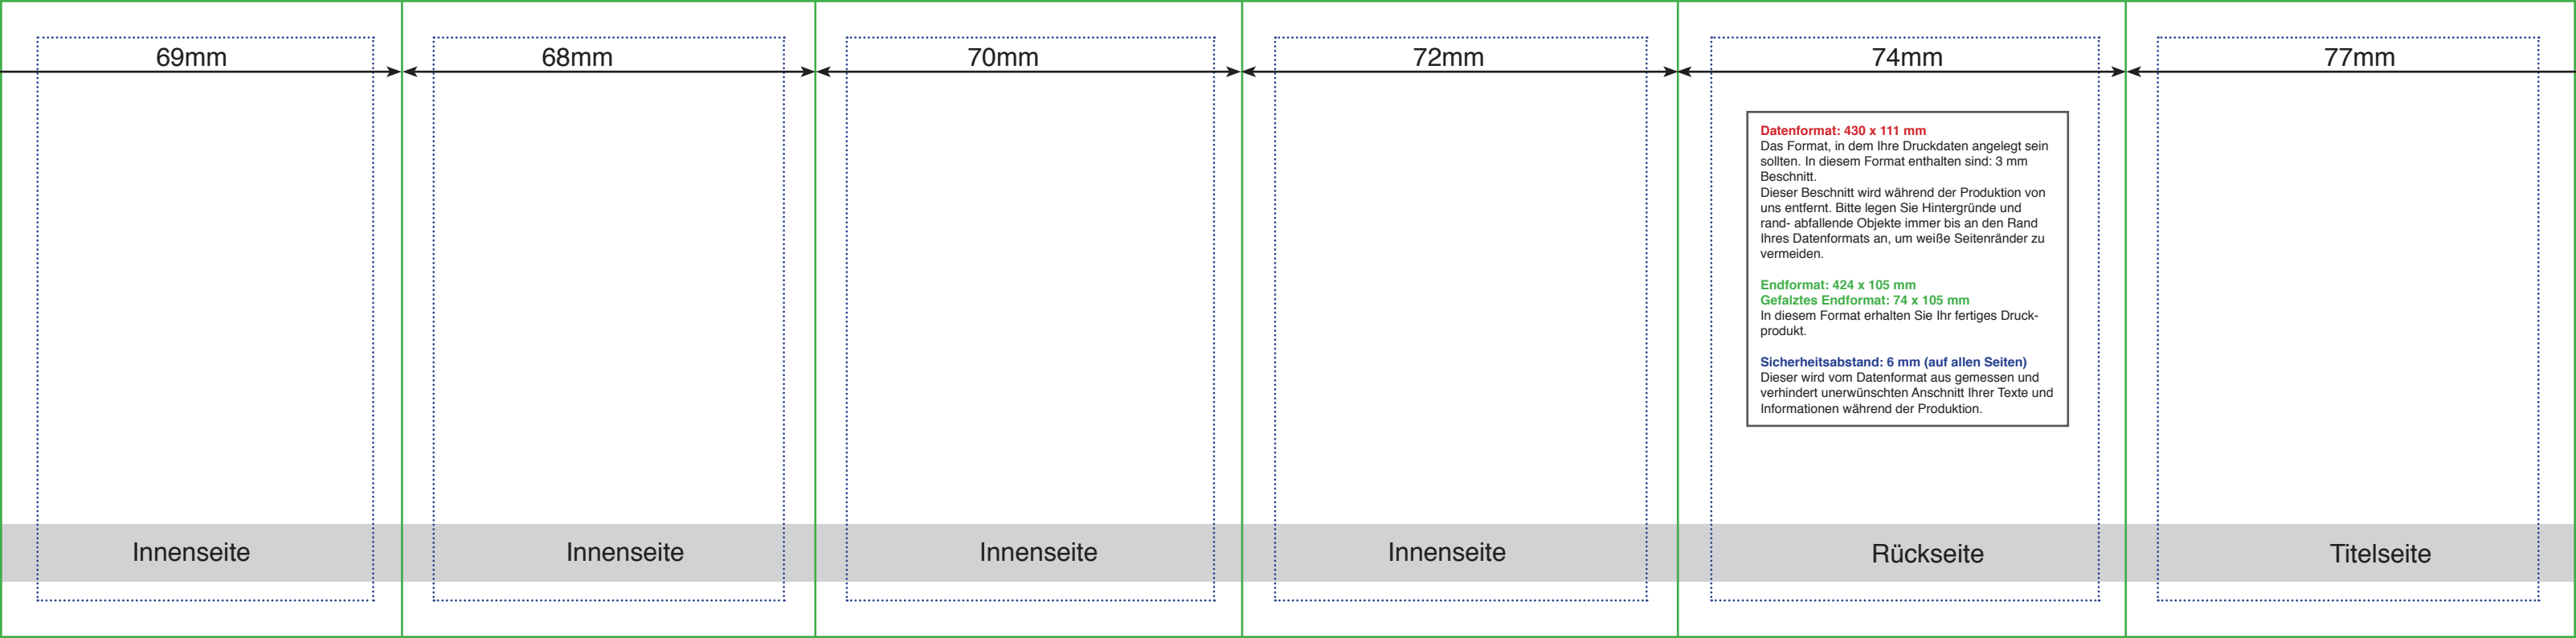 69mm
68mm
70mm
72mm
74mm
77mm
Datenformat: 430 x 111 mm
Das Format, in dem Ihre Druckdaten angelegt sein
sollten. In diesem Format enthalten sind: 3 mm
Beschnitt.
Dieser Beschnitt wird während der Produktion von
uns entfernt. Bitte legen Sie Hintergründe und
rand- abfallende Objekte immer bis an den Rand
Ihres Datenformats an, um weiße Seitenränder zu
vermeiden.
Endformat: 424 x 105 mm
Gefalztes Endformat: 74 x 105 mm
In diesem Format erhalten Sie Ihr fertiges Druck-
produkt.
Sicherheitsabstand: 6 mm (auf allen Seiten)
Dieser wird vom Datenformat aus gemessen und
verhindert unerwünschten Anschnitt Ihrer Texte und
Informationen während der Produktion.
Innenseite
Innenseite
Innenseite
Innenseite
Rückseite
Titelseite